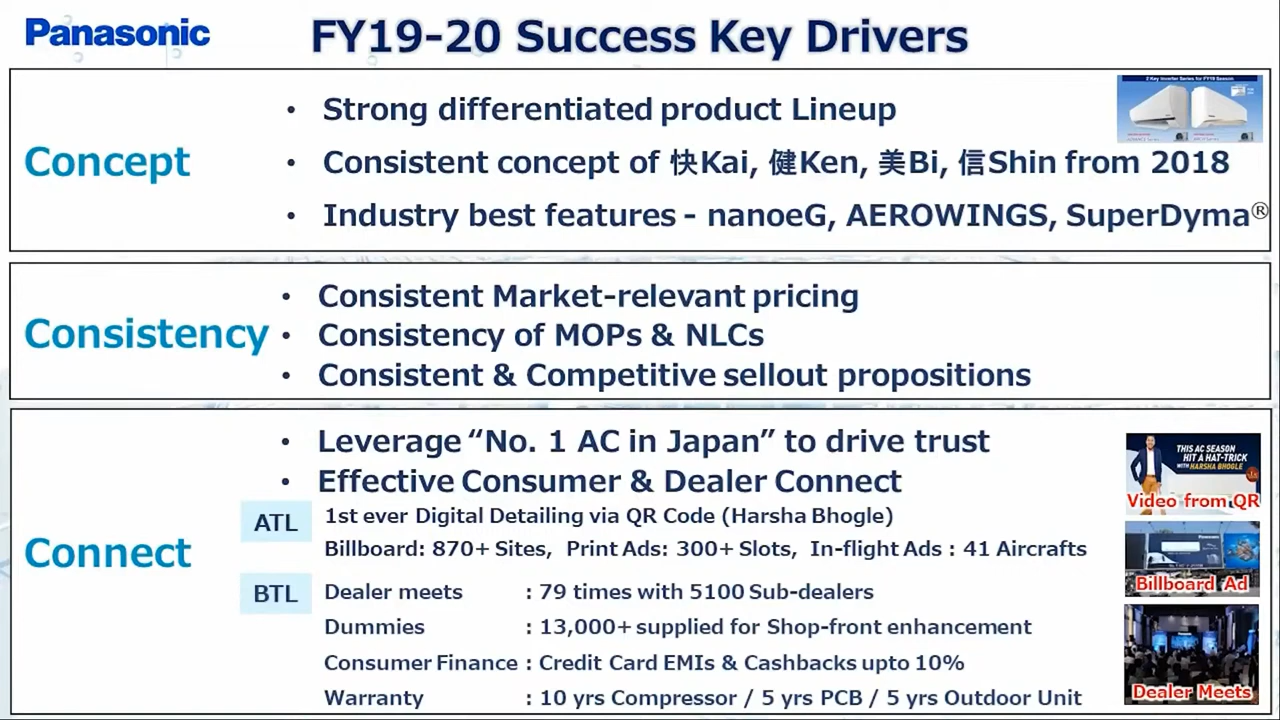 Panasonic
FY19-20 Success Key Drivers
Concept
• Strong differentiated product Lineup
• Consistent concept of 快Kai, 健Ken, 美Bi, 信Shin from 2018
• Industry best features - nanoeG, AEROWINGS, SuperDyma®
2 Key Inverter Series for FY19 Season
Consistency
• Consistent Market-relevant pricing
• Consistency of MOPs & NLCs
• Consistent & Competitive sellout propositions
Connect
• Leverage “No. 1 AC in Japan” to drive trust
• Effective Consumer & Dealer Connect
ATL
1st ever Digital Detailing via QR Code (Harsha Bhogle)
Billboard: 870+ Sites, Print Ads: 300+ Slots, In-flight Ads : 41 Aircrafts
BTL
Dealer meets : 79 times with 5100 Sub-dealers
Dummies : 13,000+ supplied for Shop-front enhancement
Consumer Finance : Credit Card EMIs & Cashbacks upto 10%
Warranty : 10 yrs Compressor / 5 yrs PCB / 5 yrs Outdoor Unit
THIS AC SEASON
HIT A HAT-TRICK
WITH HARSHA BHOGLE
Video from QR
Billboard Ad
Dealer Meets